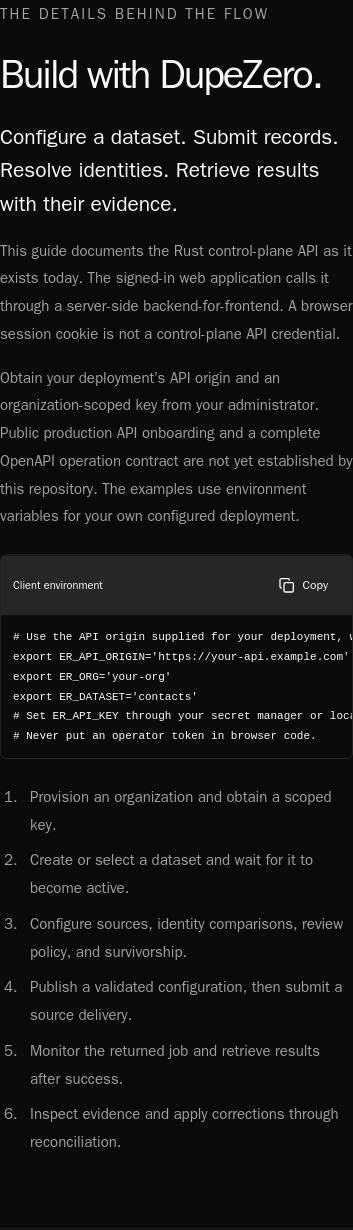 THE DETAILS BEHIND THE FLOW
Build with DupeZero.
Configure a dataset. Submit records.
Resolve identities. Retrieve results
with their evidence.
This guide documents the Rust control-plane API as it
exists today. The signed-in web application calls it
through a server-side backend-for-frontend. A browser
session cookie is not a control-plane API credential.
Obtain your deployment’s API origin and an
organization-scoped key from your administrator.
Public production API onboarding and a complete
OpenAPI operation contract are not yet established by
this repository. The examples use environment
variables for your own configured deployment.
Client environment
Copy
# Use the API origin supplied for your deployment,
export ER_API_ORIGIN='https://your-api.example.com'
export ER_ORG='your-org'
export ER_DATASET='contacts'
# Set ER_API_KEY through your secret manager or
# Never put an operator token in browser code.
1. Provision an organization and obtain a scoped
key.
2. Create or select a dataset and wait for it to
become active.
3. Configure sources, identity comparisons, review
policy, and survivorship.
4. Publish a validated configuration, then submit a
source delivery.
5. Monitor the returned job and retrieve results
after success.
6. Inspect evidence and apply corrections through
reconciliation.